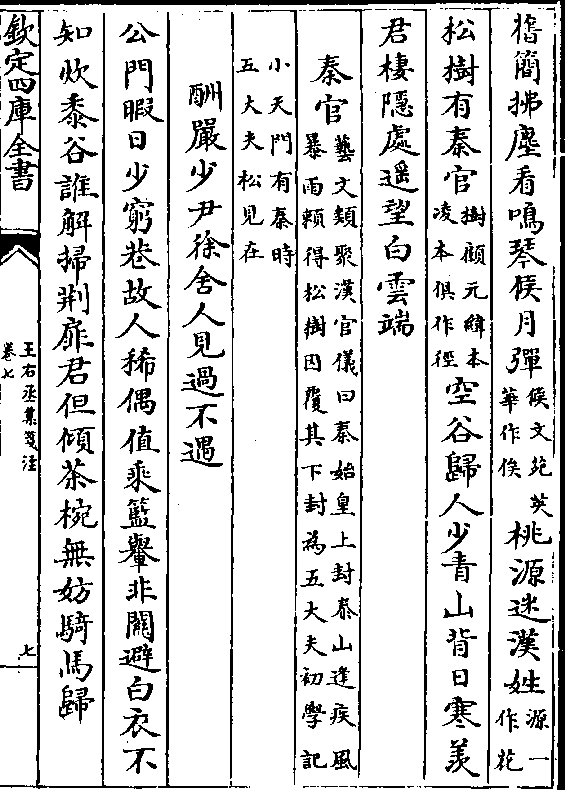 舊簡拂塵看鳴琴候月彈候文苑英華作俟桃源迷漢姓源一作花
松樹有秦官樹顧元緯本凌本俱作徑空谷歸人少青山背日寒羨
君棲隱處遥望白雲端
秦官藝文類聚漢官儀曰秦始皇上封泰山逢疾風暴雨頼得松樹因覆其下封為五大夫初學記
小天門有秦時五大夫松見在
酬嚴少尹徐舍人見過不遇
公門暇日少窮巷故人稀偶值乘籃轝非關避白衣不
知炊黍谷誰解掃荆扉君但傾茶椀無妨騎馬歸
欽定四庫全書
王右丞集箋注
卷七
七